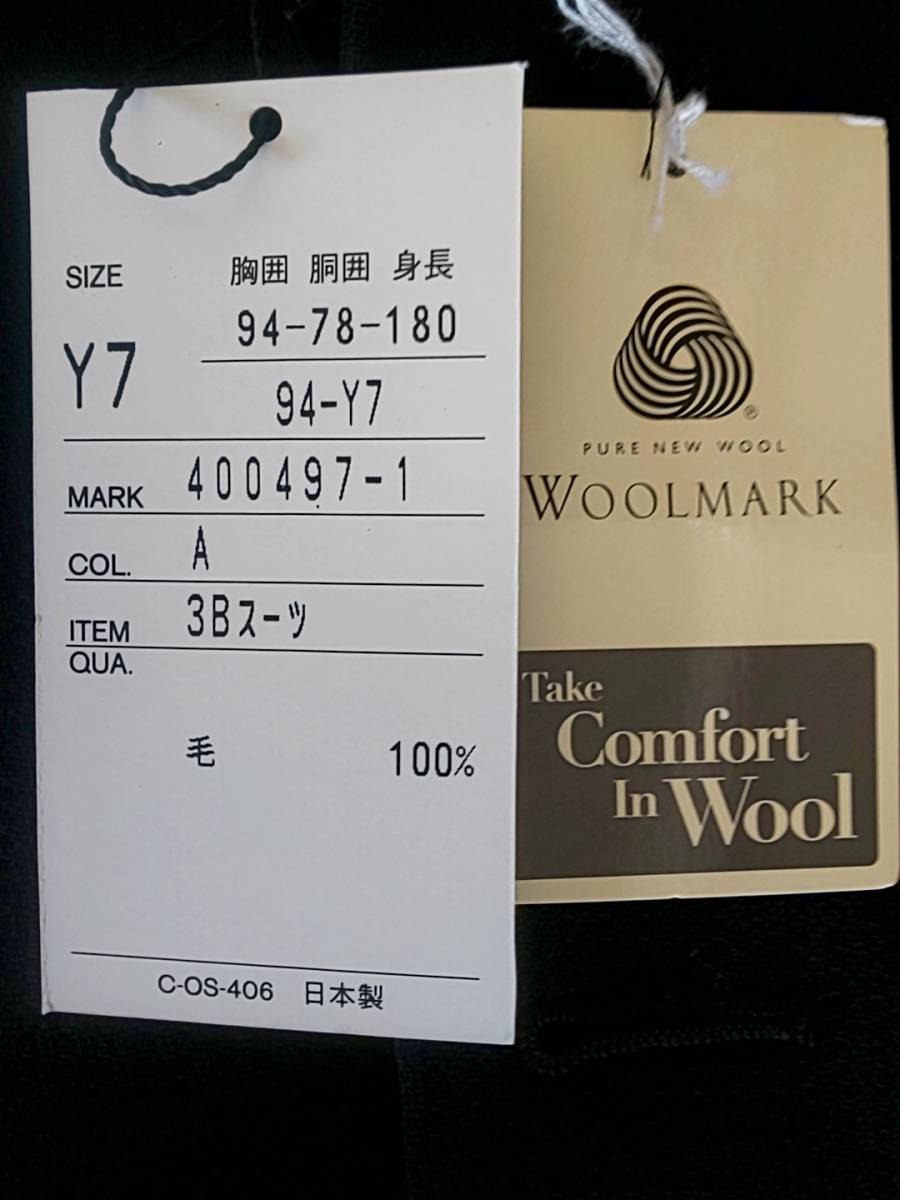 SIZE 胸囲 胴囲 身長
94-78-180
Y7
94-Y7
MARK 400497-1
COL. A
ITEM 3Bスーツ
QUA.
毛 100%
C-OS-406 日本製
®
PURE NEW WOOL
WOOLMARK
Take
Comfort
In Wool